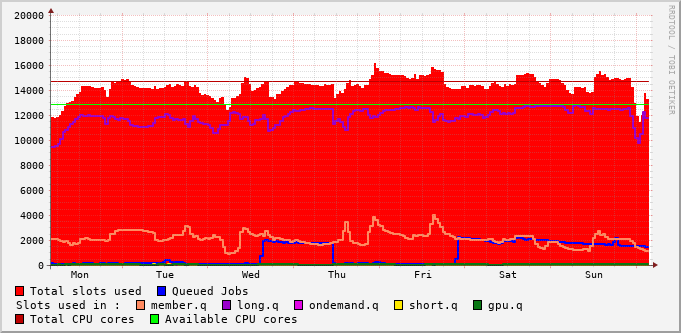 20000
18000
16000
14000
12000
10000
8000
6000
4000
2000
0
Mon Tue Wed Thu Fri Sat Sun
RRDTOOL / TOBI OETIKER
Total slots used Queued Jobs
Slots used in : member.q long.q ondemand.q short.q gpu.q
Total CPU cores Available CPU cores